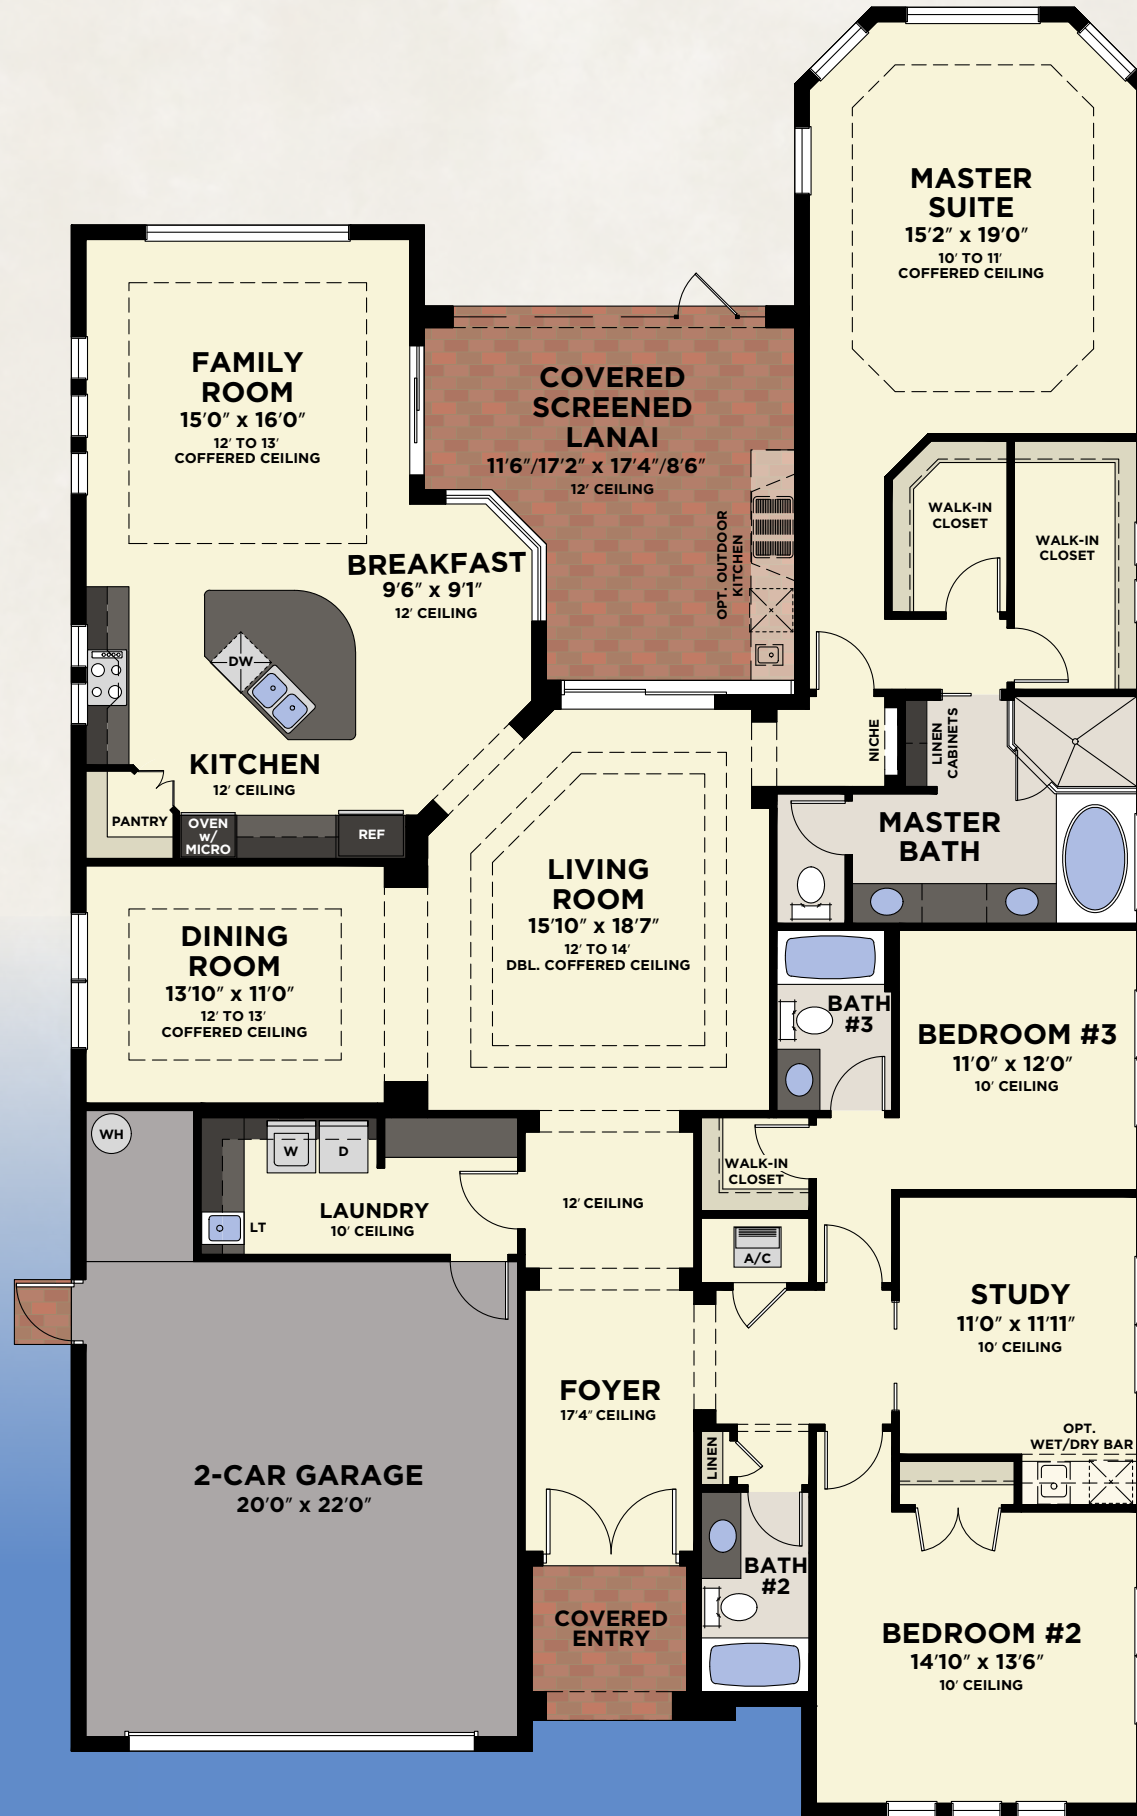 MASTER
SUITE
15'2" x 19'0"
10' TO 11'
COFFERED CEILING
FAMILY
ROOM
15'0" x 16'0"
12' TO 13'
COFFERED CEILING
COVERED
SCREENED
LANAI
11'6"/17'2" x 17'4"/8'6"
12' CEILING
OPT. OUTDOOR
KITCHEN
WALK-IN
CLOSET
WALK-IN
CLOSET
BREAKFAST
9'6" x 9'1"
12' CEILING
DW
KITCHEN
12' CEILING
PANTRY
OVEN
w/
MICRO
REF
NICHE
LINEN
CABINETS
MASTER
BATH
LIVING
ROOM
15'10" x 18'7"
12' TO 14'
DBL. COFFERED CEILING
DINING
ROOM
13'10" x 11'0"
12' TO 13'
COFFERED CEILING
BATH
#3
BEDROOM #3
11'0" x 12'0"
10' CEILING
WH
W
D
LAUNDRY
10' CEILING
LT
12' CEILING
WALK-IN
CLOSET
A/C
STUDY
11'0" x 11'11"
10' CEILING
OPT.
WET/DRY BAR
FOYER
17'4" CEILING
LINEN
2-CAR GARAGE
20'0" x 22'0"
BATH
#2
COVERED
ENTRY
BEDROOM #2
14'10" x 13'6"
10' CEILING